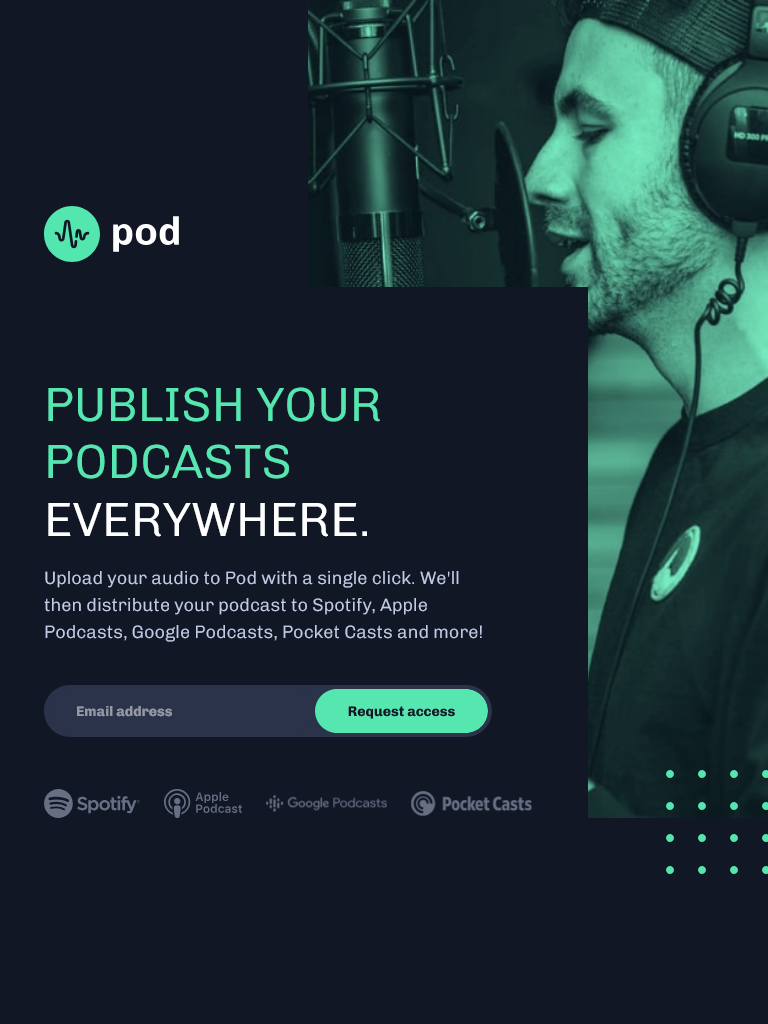 pod
PUBLISH YOUR
PODCASTS
EVERYWHERE.
Upload your audio to Pod with a single click. We'll
then distribute your podcast to Spotify, Apple
Podcasts, Google Podcasts, Pocket Casts and more!
Email address
Request access
Spotify
Apple
Podcast
Google Podcasts
Pocket Casts
HD 300